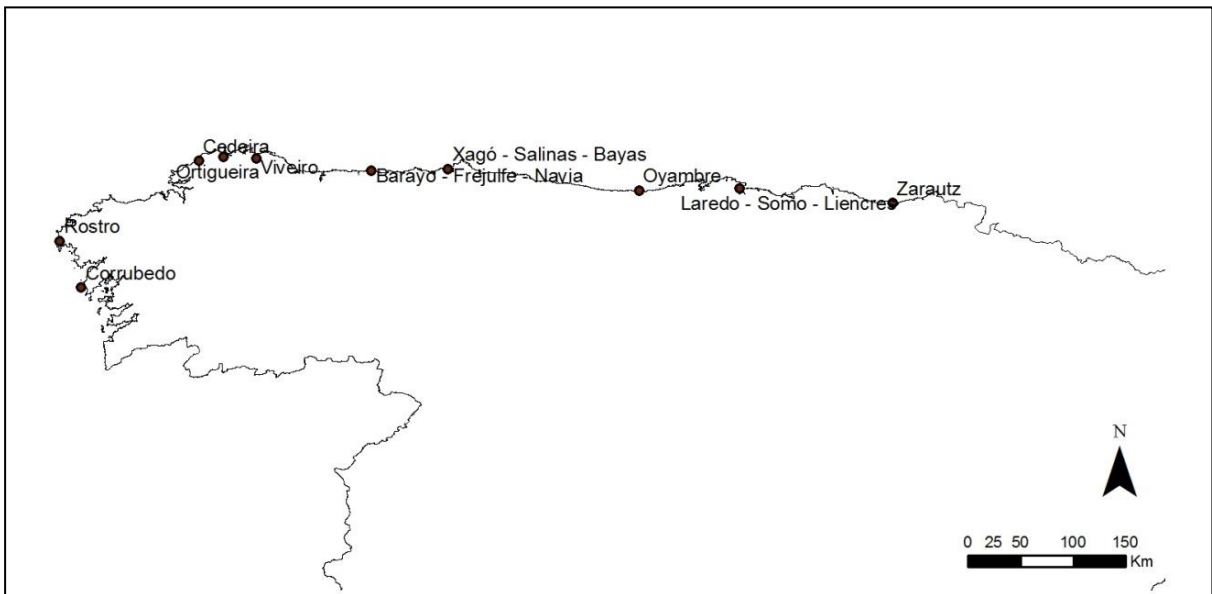 Cedeira
Ortigueira
Viveiro
Xagó - Salinas - Bayas
Barayo - Frejulfe - Navia
Oyambre
Laredo - Somo - Liencres
Zarautz
Rostro
Corrubedo
N
0 25 50 100 150
Km